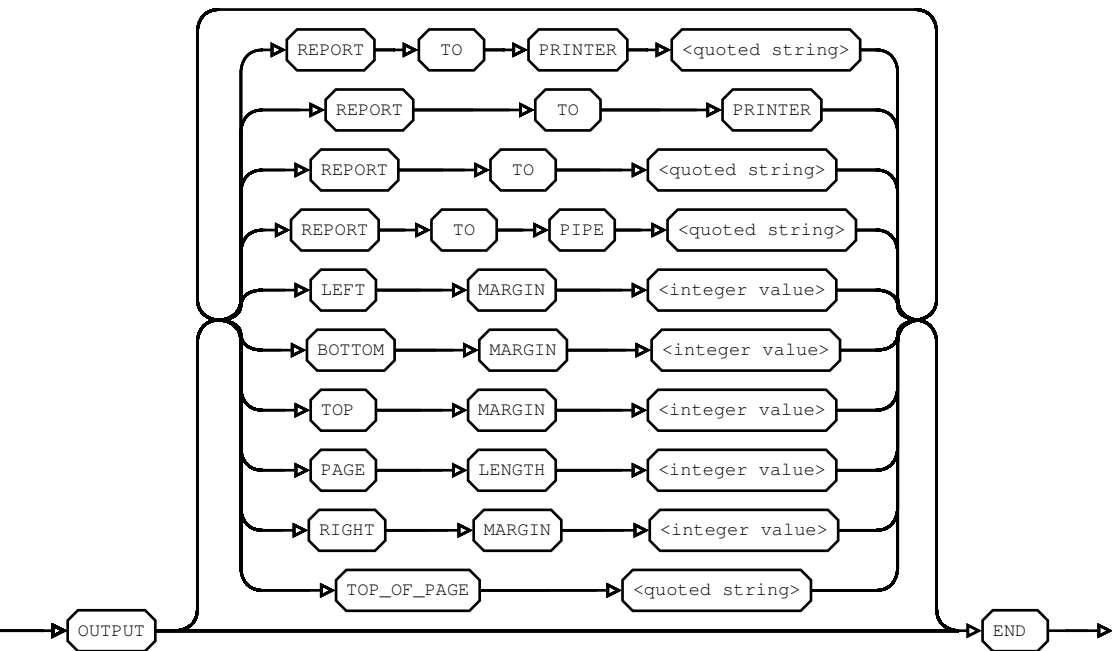 REPORT TO PRINTER <quoted string>
REPORT TO PRINTER
REPORT TO <quoted string>
REPORT TO PIPE <quoted string>
LEFT MARGIN <integer value>
BOTTOM MARGIN <integer value>
TOP MARGIN <integer value>
PAGE LENGTH <integer value>
RIGHT MARGIN <integer value>
TOP_OF_PAGE <quoted string>
OUTPUT END